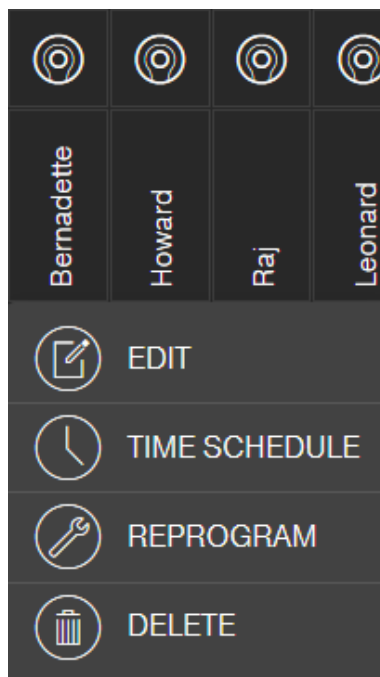 Bernadette
Howard
Raj
Leonard
EDIT
TIME SCHEDULE
REPROGRAM
DELETE